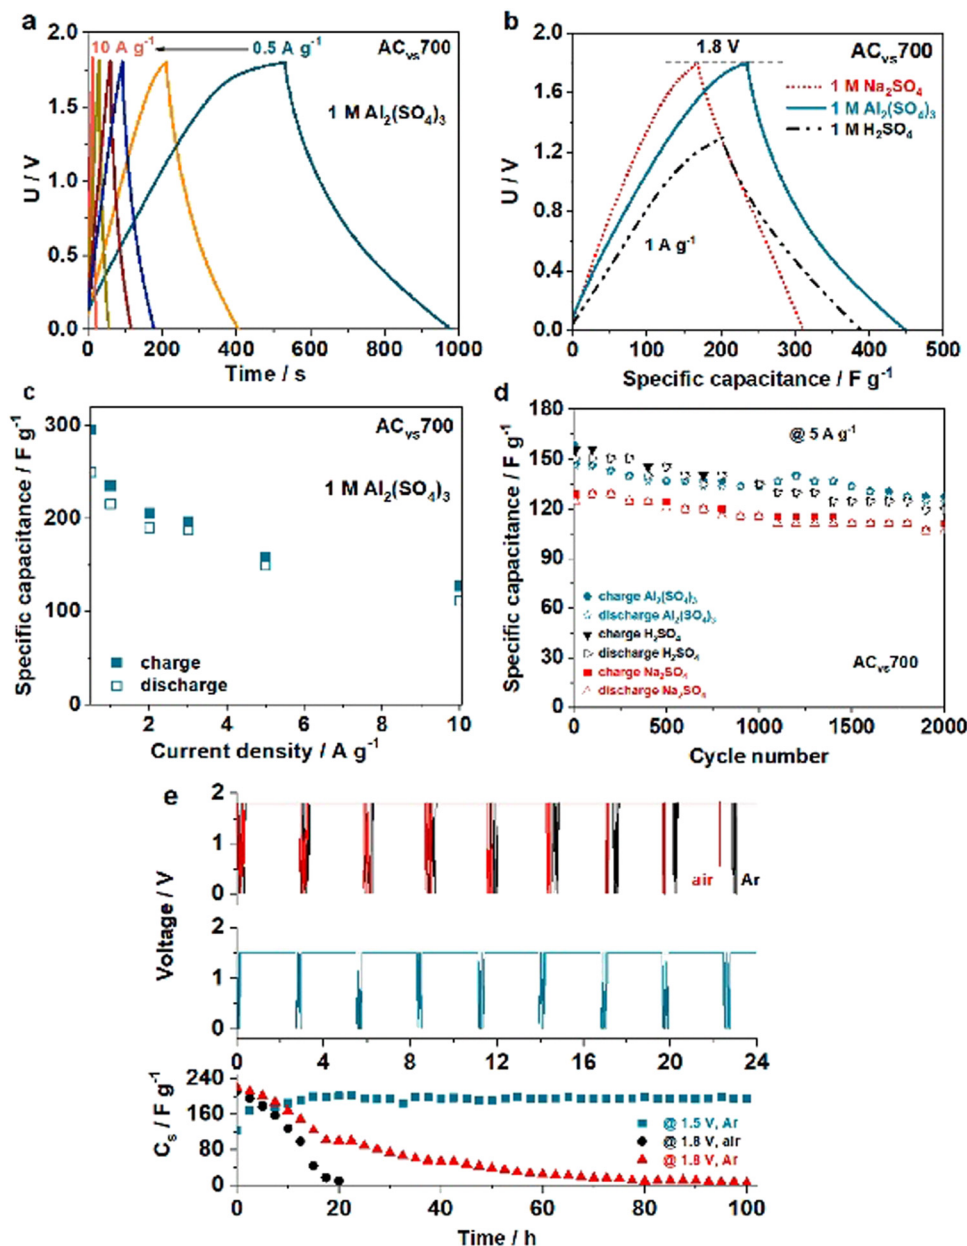 a
2.0
1.5
1.0
0.5
0.0
U / V
10 A g⁻¹
0.5 A g⁻¹
ACᵥₛ700
1 M Al₂(SO₄)₃
0 200 400 600 800 1000
Time / s
b
2.0
1.6
1.2
0.8
0.4
0.0
U / V
1.8 V
ACᵥₛ700
1 M Na₂SO₄
1 M Al₂(SO₄)₃
1 M H₂SO₄
1 A g⁻¹
0 100 200 300 400 500
Specific capacitance / F g⁻¹
c
300
200
100
0
Specific capacitance / F g⁻¹
ACᵥₛ700
1 M Al₂(SO₄)₃
charge
discharge
2 4 6 8 10
Current density / A g⁻¹
d
180
150
120
90
60
30
0
Specific capacitance / F g⁻¹
@ 5 A g⁻¹
charge Al₂(SO₄)₃
discharge Al₂(SO₄)₃
charge H₂SO₄
discharge H₂SO₄
charge Na₂SO₄
discharge Na₂SO₄
ACᵥₛ700
0 500 1000 1500 2000
Cycle number
e
2
1
0
air Ar
Voltage / V
2
1
0
0 4 8 12 16 20 24
240
160
80
0
Cₛ / F g⁻¹
@ 1.5 V, Ar
@ 1.8 V, air
@ 1.8 V, Ar
0 20 40 60 80 100
Time / h